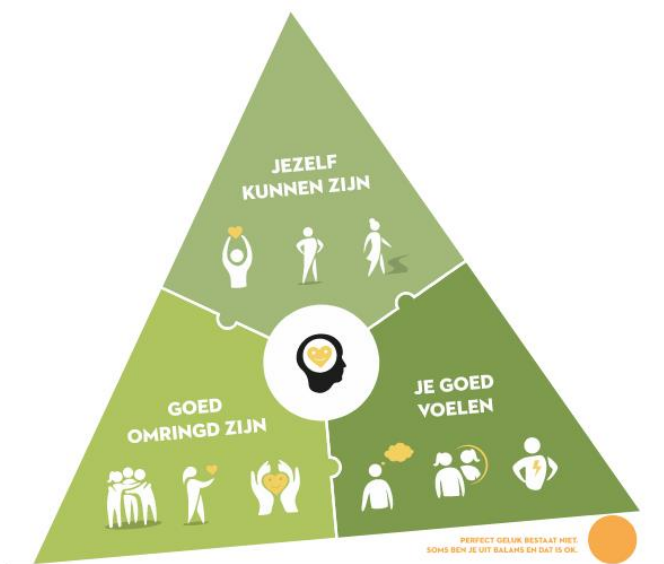 JEZELF
KUNNEN ZIJN
GOED
OMRINGD ZIJN
JE GOED
VOELEN
PERFECT GELUK BESTAAT NIET.
SOMS BEN JE UIT BALANS EN DAT IS OK.